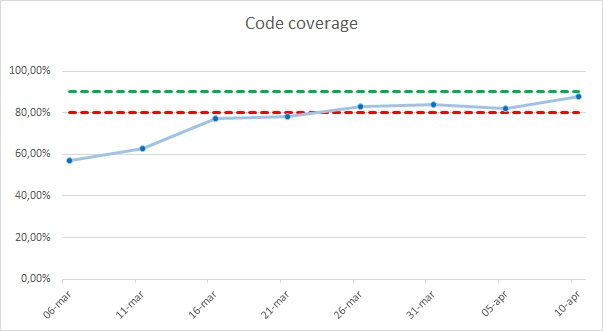 Code coverage
100,00%
80,00%
60,00%
40,00%
20,00%
0,00%
06-mar
11-mar
16-mar
21-mar
26-mar
31-mar
05-apr
10-apr